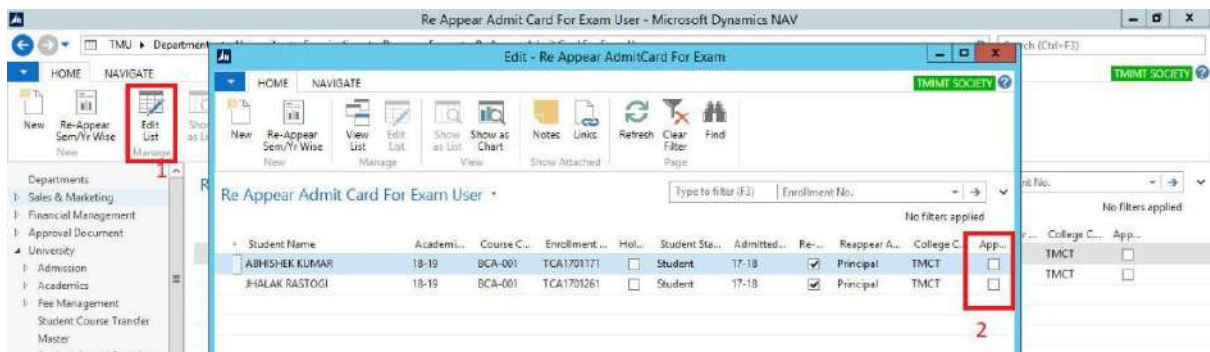 Re Appear Admit Card For Exam User - Microsoft Dynamics NAV
TMU
HOME NAVIGATE
TMIMT SOCIETY
New Re-Appear Sem/Yr Wise Edit List
New Manage
1
Departments
Sales & Marketing
Financial Management
Approval Document
University
Admission
Academics
Fee Management
Student Course Transfer
Master
Edit - Re Appear AdmitCard For Exam
HOME NAVIGATE
TMIMT SOCIETY
New Re-Appear Sem/Yr Wise View List Edit List Show as List Show as Chart Notes Links Refresh Clear Filter Find
New Manage View Show Attached Page
Re Appear Admit Card For Exam User
Type to filter (F3) Enrollment No.
No filters applied
Student Name Academi... Course C... Enrollment ... Hol... Student Sta... Admitted... Re-... Reappear A... College C... App...
ABHISHEK KUMAR 18-19 BCA-001 TCA1701171 Student 17-18 Principal TMCT
JHALAK RASTOGI 18-19 BCA-001 TCA1701261 Student 17-18 Principal TMCT
2
No filters applied
College C... App...
TMCT
TMCT